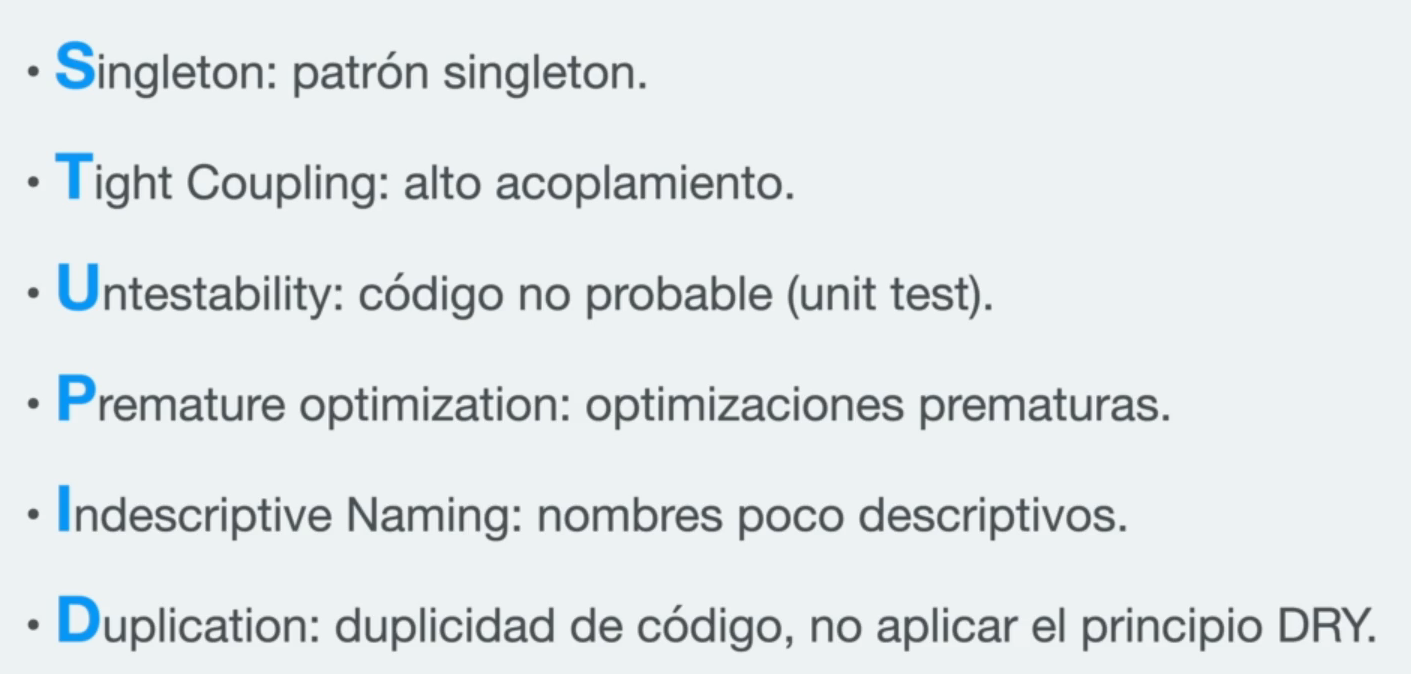 • Singleton: patrón singleton.
• Tight Coupling: alto acoplamiento.
• Untestability: código no probable (unit test).
• Premature optimization: optimizaciones prematuras.
• Indescriptive Naming: nombres poco descriptivos.
• Duplication: duplicidad de código, no aplicar el principio DRY.